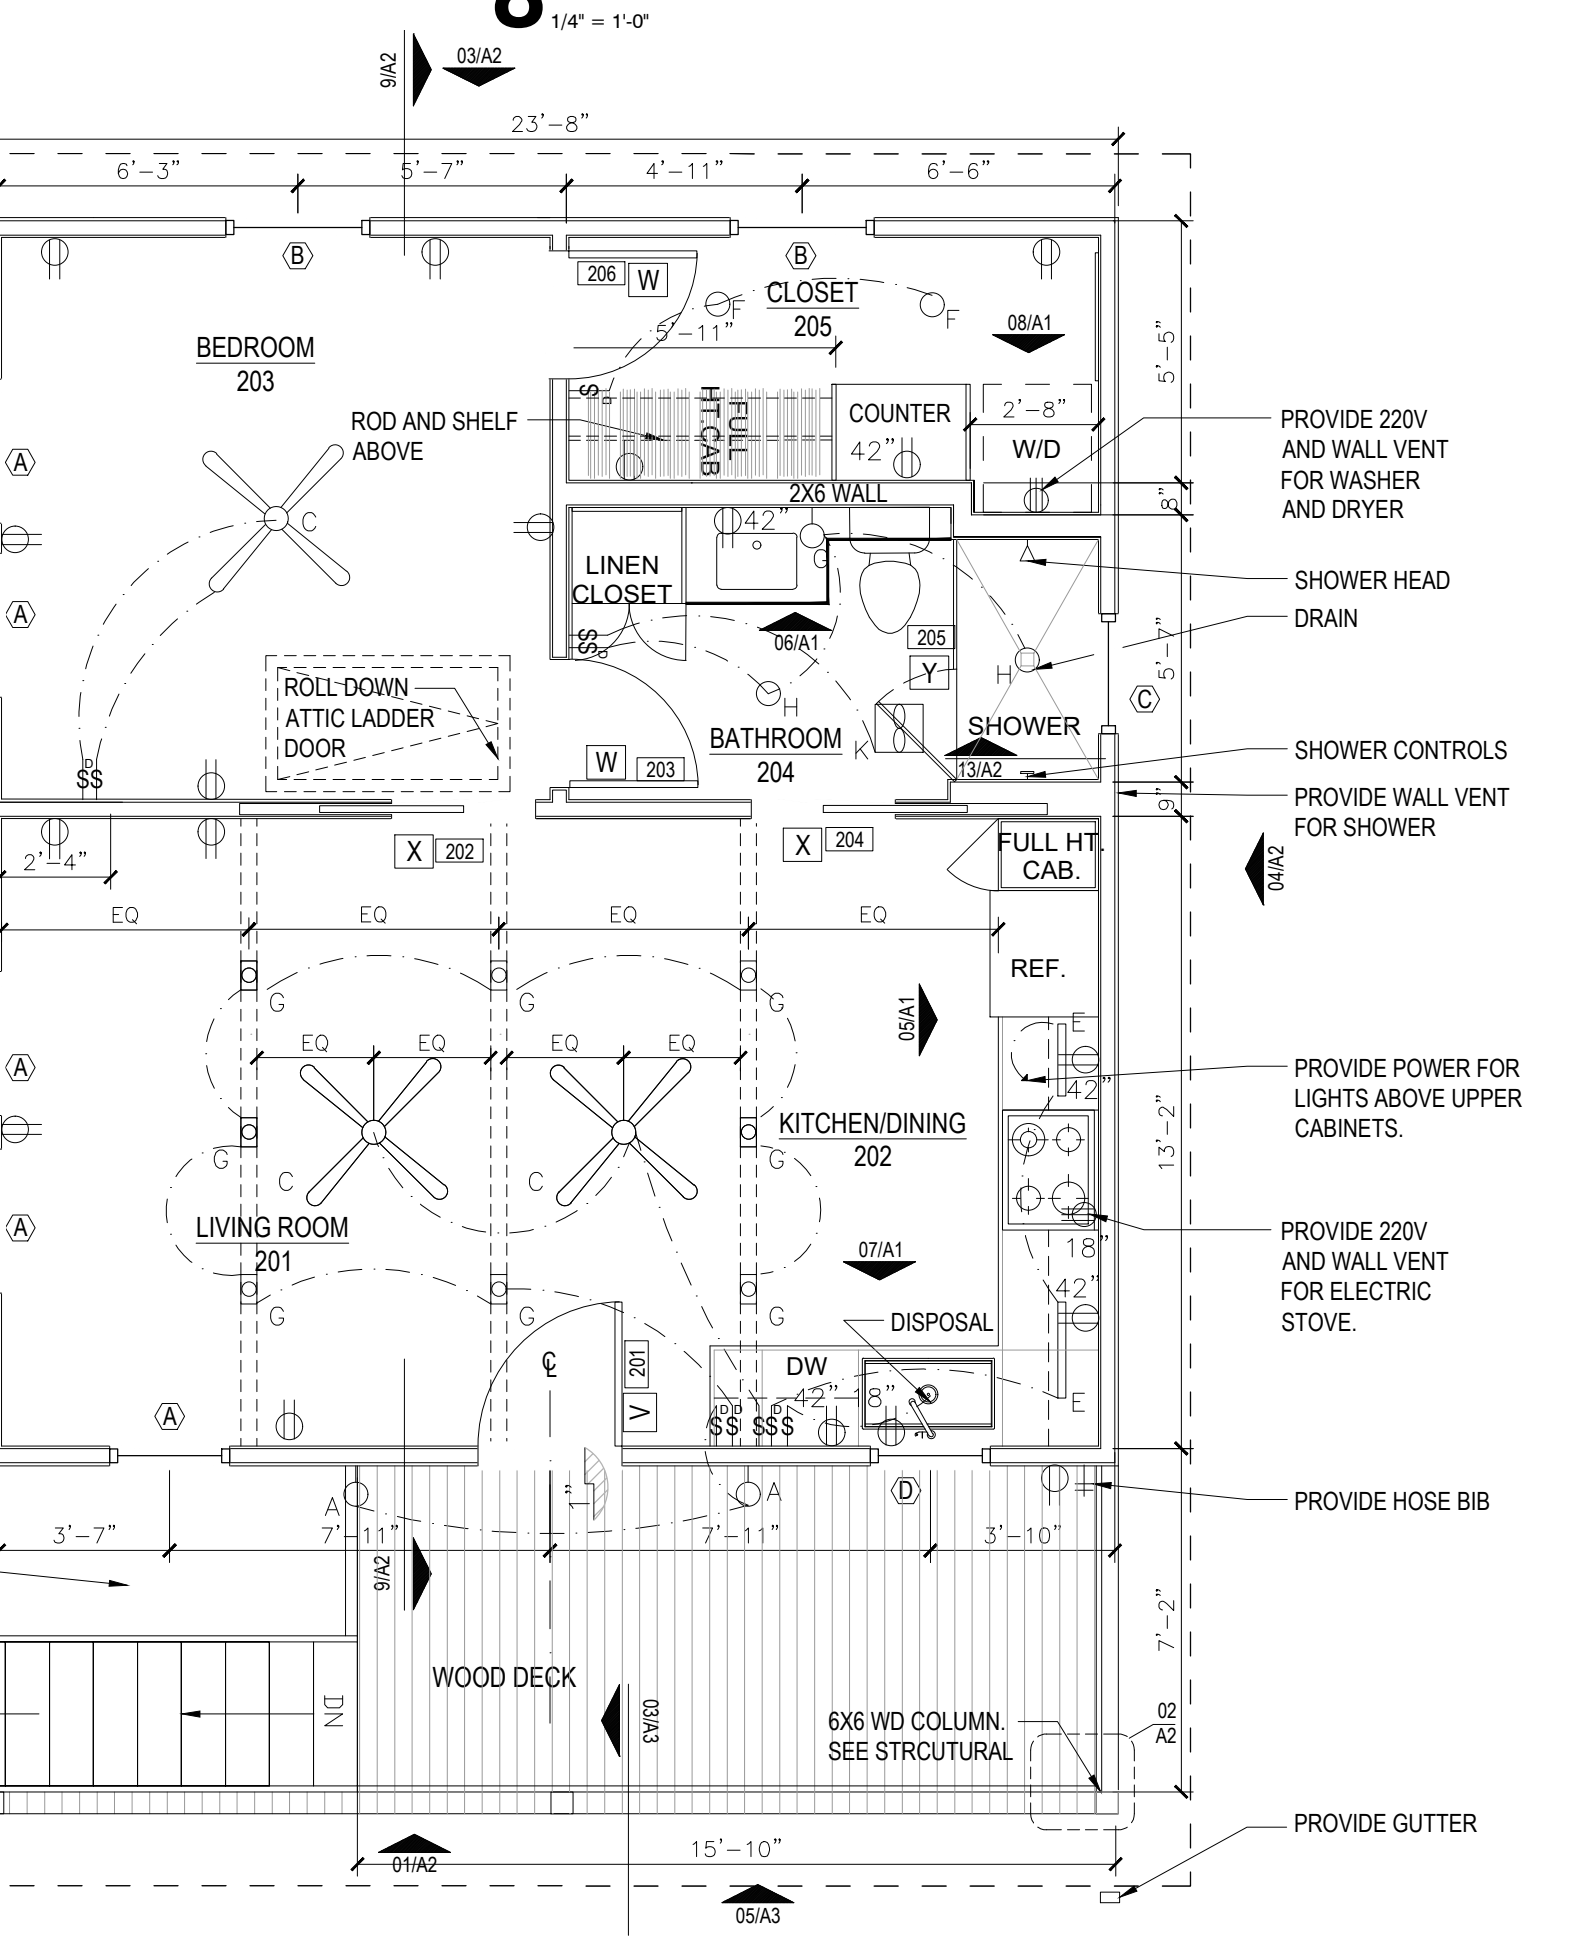 1/4" = 1'-0"
9/A2
03/A2
23'-8"
6'-3"
5'-7"
4'-11"
6'-6"
B
B
206
W
CLOSET
205
F
F
5'-11"
08/A1
BEDROOM
203
5'-5"
S
D
ROD AND SHELF
ABOVE
FULL
HT.CAB
COUNTER
42"
2'-8"
W/D
PROVIDE 220V
AND WALL VENT
FOR WASHER
AND DRYER
A
2X6 WALL
8"
C
42"
G
LINEN
CLOSET
SHOWER HEAD
DRAIN
A
SS
D
06/A1
205
Y
H
5'-7"
C
ROLL DOWN
ATTIC LADDER
DOOR
H
BATHROOM
204
K
SHOWER
13/A2
SHOWER CONTROLS
D
SS
W
203
PROVIDE WALL VENT
FOR SHOWER
9"
2'-4"
X
202
X
204
FULL HT.
CAB.
04/A2
EQ
EQ
EQ
EQ
REF.
G
G
G
05/A1
E
EQ
EQ
EQ
EQ
A
42"
PROVIDE POWER FOR
LIGHTS ABOVE UPPER
CABINETS.
KITCHEN/DINING
202
13'-2"
G
G
C
C
A
LIVING ROOM
201
07/A1
18"
42"
PROVIDE 220V
AND WALL VENT
FOR ELECTRIC
STOVE.
G
G
G
DISPOSAL
CL
201
V
DW
42"
18"
E
A
D
D
D
SS
SSS
A
A
1"
D
PROVIDE HOSE BIB
3'-7"
7'-11"
7'-11"
3'-10"
9/A2
7'-2"
WOOD DECK
DN
03/A3
6X6 WD COLUMN.
SEE STRCUTURAL
02
A2
PROVIDE GUTTER
01/A2
15'-10"
05/A3